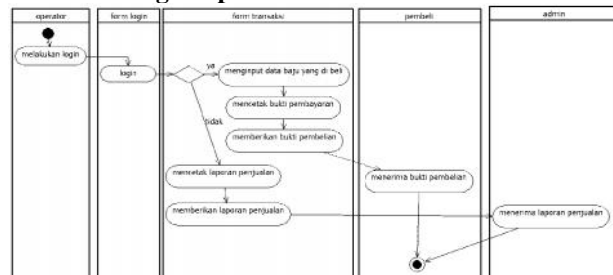 operator
form login
form transaksi
pembeli
admin
melakukan login
login
ya
menginput data baju yang di beli
mencetak bukti pembayaran
memberikan bukti pembelian
tidak
mencetak laporan penjualan
menerima bukti pembelian
memberikan laporan penjualan
menerima laporan penjualan